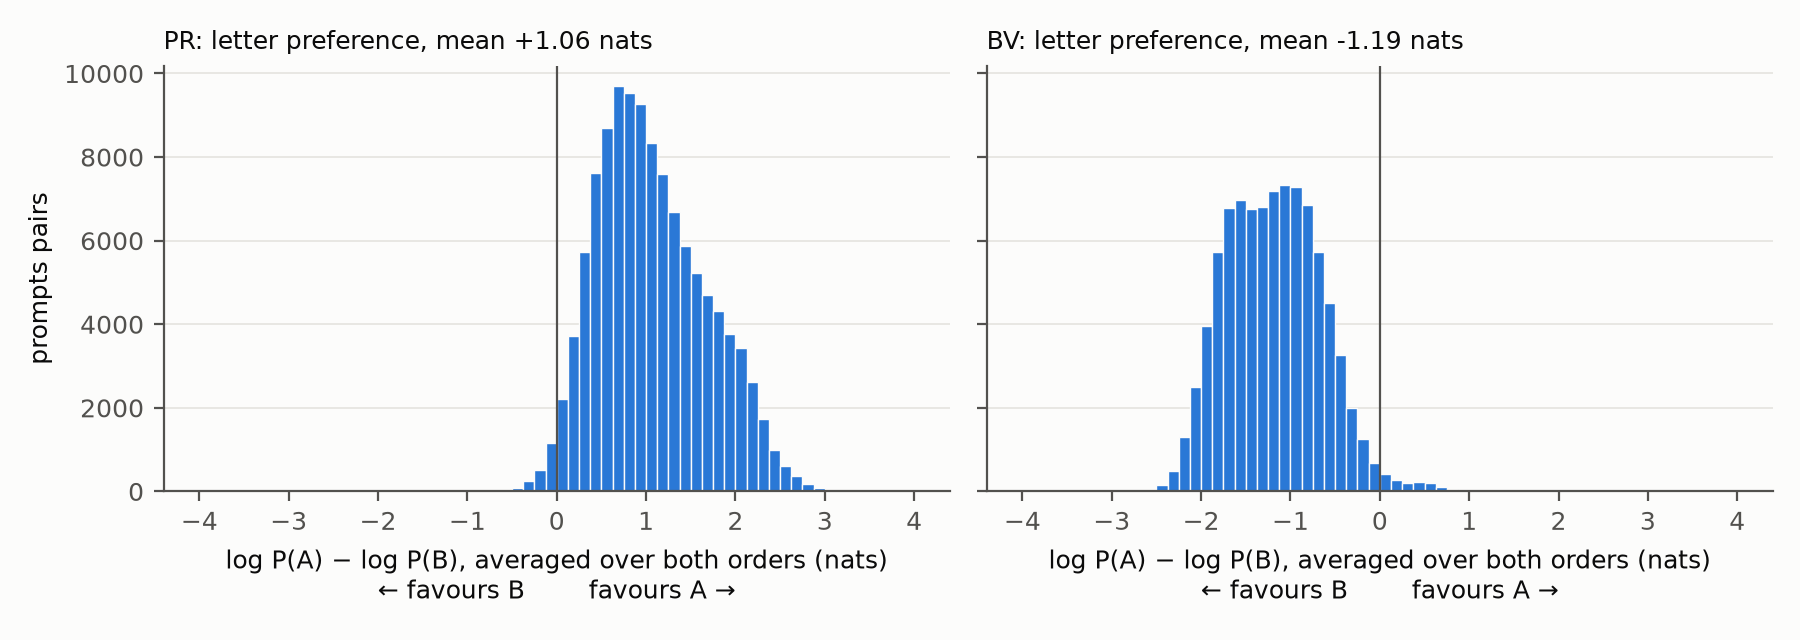 PR: letter preference, mean +1.06 nats
BV: letter preference, mean -1.19 nats
10000
8000
6000
4000
2000
0
prompts pairs
−4 −3 −2 −1 0 1 2 3 4
−4 −3 −2 −1 0 1 2 3 4
log P(A) − log P(B), averaged over both orders (nats)
← favours B favours A →
log P(A) − log P(B), averaged over both orders (nats)
← favours B favours A →